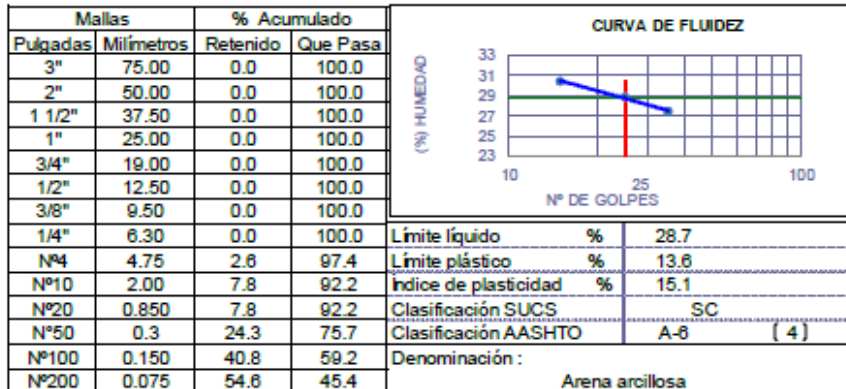 Mallas % Acumulado
Pulgadas Milímetros Retenido Que Pasa
3" 75.00 0.0 100.0
2" 50.00 0.0 100.0
1 1/2" 37.50 0.0 100.0
1" 25.00 0.0 100.0
3/4" 19.00 0.0 100.0
1/2" 12.50 0.0 100.0
3/8" 9.50 0.0 100.0
1/4" 6.30 0.0 100.0
Nº4 4.75 2.6 97.4
Nº10 2.00 7.8 92.2
Nº20 0.850 7.8 92.2
N°50 0.3 24.3 75.7
Nº100 0.150 40.8 59.2
Nº200 0.075 54.6 45.4
CURVA DE FLUIDEZ
(%) HUMEDAD
33
31
29
27
25
23
10 25 100
Nº DE GOLPES
Límite líquido % 28.7
Límite plástico % 13.6
Índice de plasticidad % 15.1
Clasificación SUCS SC
Clasificación AASHTO A-6 [ 4 ]
Denominación :
Arena arcillosa